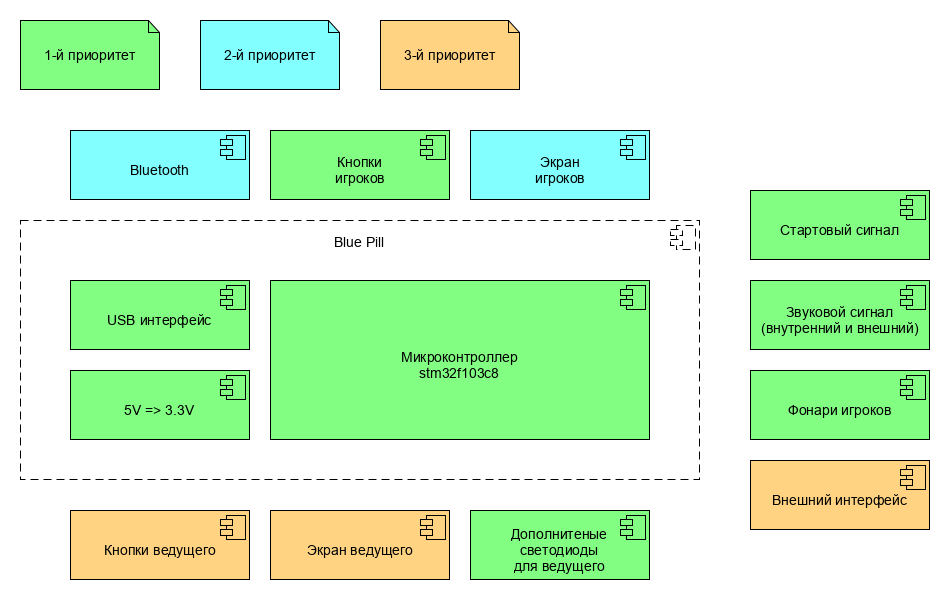 1-й приоритет
2-й приоритет
3-й приоритет
Bluetooth
Кнопки
игроков
Экран
игроков
Стартовый сигнал
Blue Pill
USB интерфейс
Микроконтроллер
stm32f103c8
Звуковой сигнал
(внутренний и внешний)
5V => 3.3V
Фонари игроков
Внешний интерфейс
Кнопки ведущего
Экран ведущего
Дополнитеные
светодиоды
для ведущего